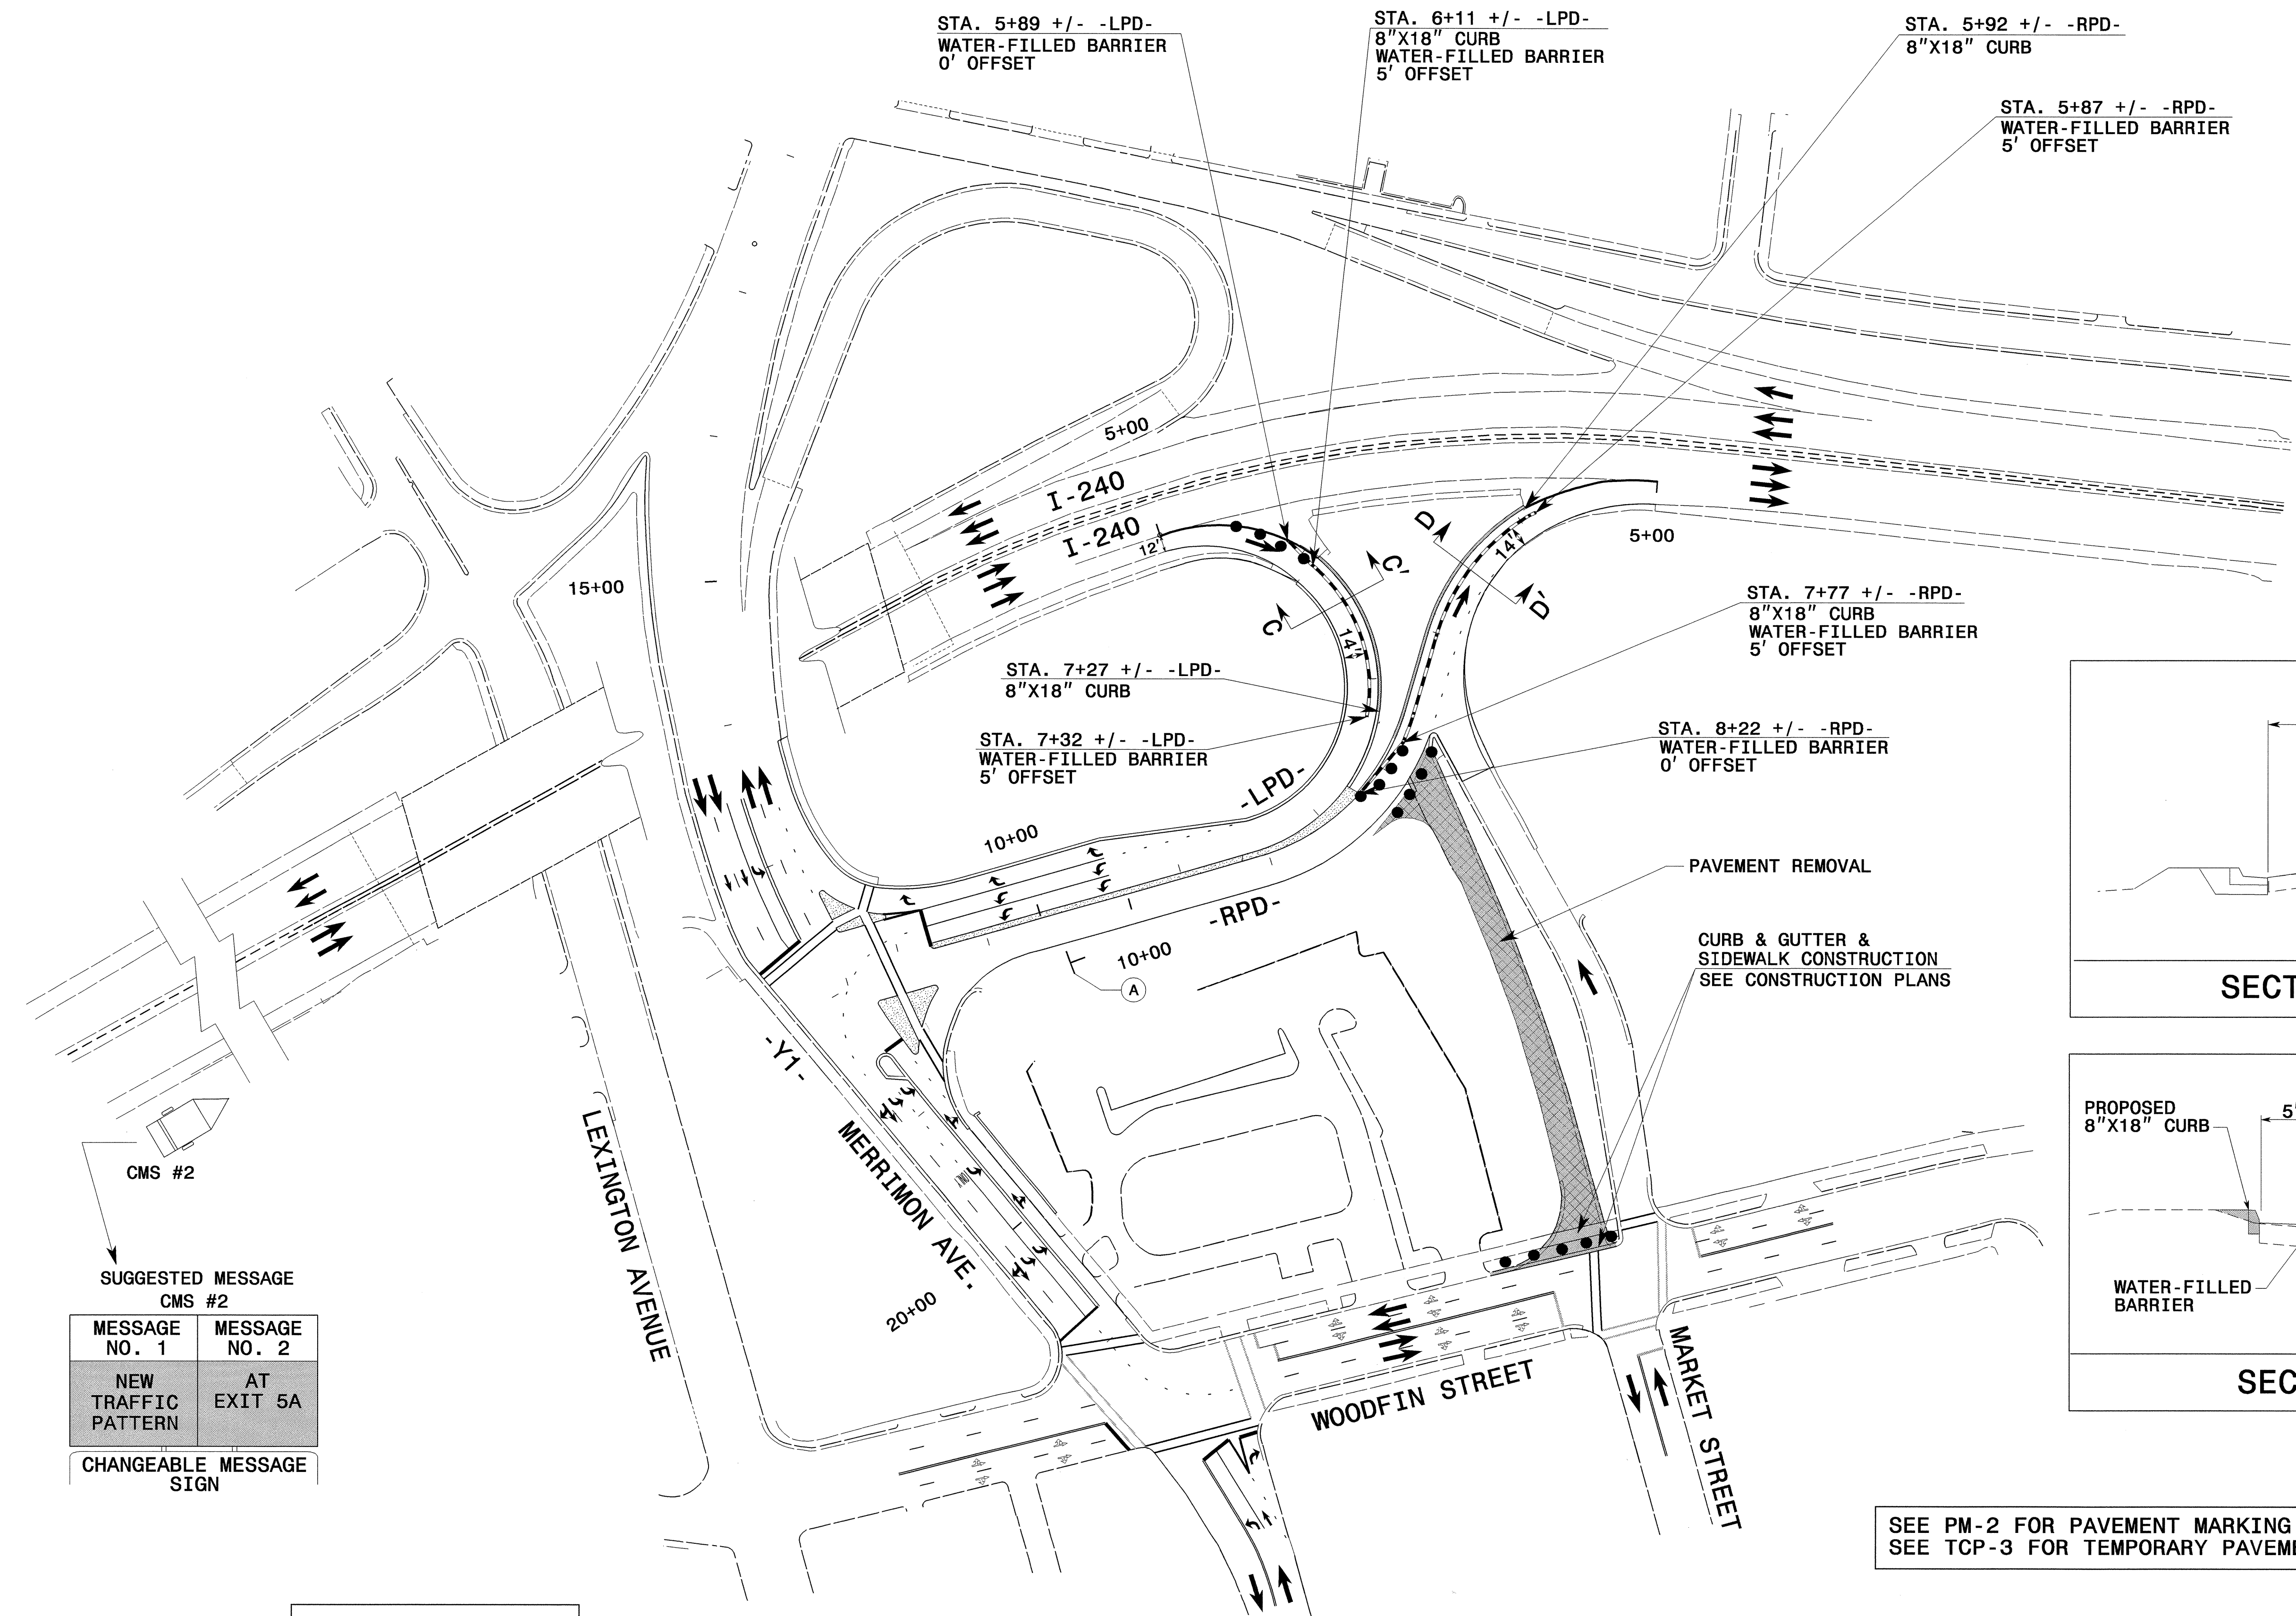 STA. 5+89 +/- -LPD-
WATER-FILLED BARRIER
0' OFFSET
STA. 6+11 +/- -LPD-
8"X18" CURB
WATER-FILLED BARRIER
5' OFFSET
STA. 5+92 +/- -RPD-
8"X18" CURB
STA. 5+87 +/- -RPD-
WATER-FILLED BARRIER
5' OFFSET
5+00
I-240
I-240
12'
C
C'
14'
D
D'
14'
5+00
15+00
STA. 7+77 +/- -RPD-
8"X18" CURB
WATER-FILLED BARRIER
5' OFFSET
STA. 7+27 +/- -LPD-
8"X18" CURB
STA. 7+32 +/- -LPD-
WATER-FILLED BARRIER
5' OFFSET
STA. 8+22 +/- -RPD-
WATER-FILLED BARRIER
0' OFFSET
-LPD-
10+00
-RPD-
10+00
A
PAVEMENT REMOVAL
CURB & GUTTER &
SIDEWALK CONSTRUCTION
SEE CONSTRUCTION PLANS
-Y1-
MERRIMON AVE.
LEXINGTON AVENUE
20+00
WOODFIN STREET
MARKET STREET
CMS #2
SUGGESTED MESSAGE
CMS #2
MESSAGE
NO. 1
MESSAGE
NO. 2
NEW
TRAFFIC
PATTERN
AT
EXIT 5A
CHANGEABLE MESSAGE
SIGN
SECT
PROPOSED
8"X18" CURB
5'
WATER-FILLED
BARRIER
SEC
SEE PM-2 FOR PAVEMENT MARKING
SEE TCP-3 FOR TEMPORARY PAVEME